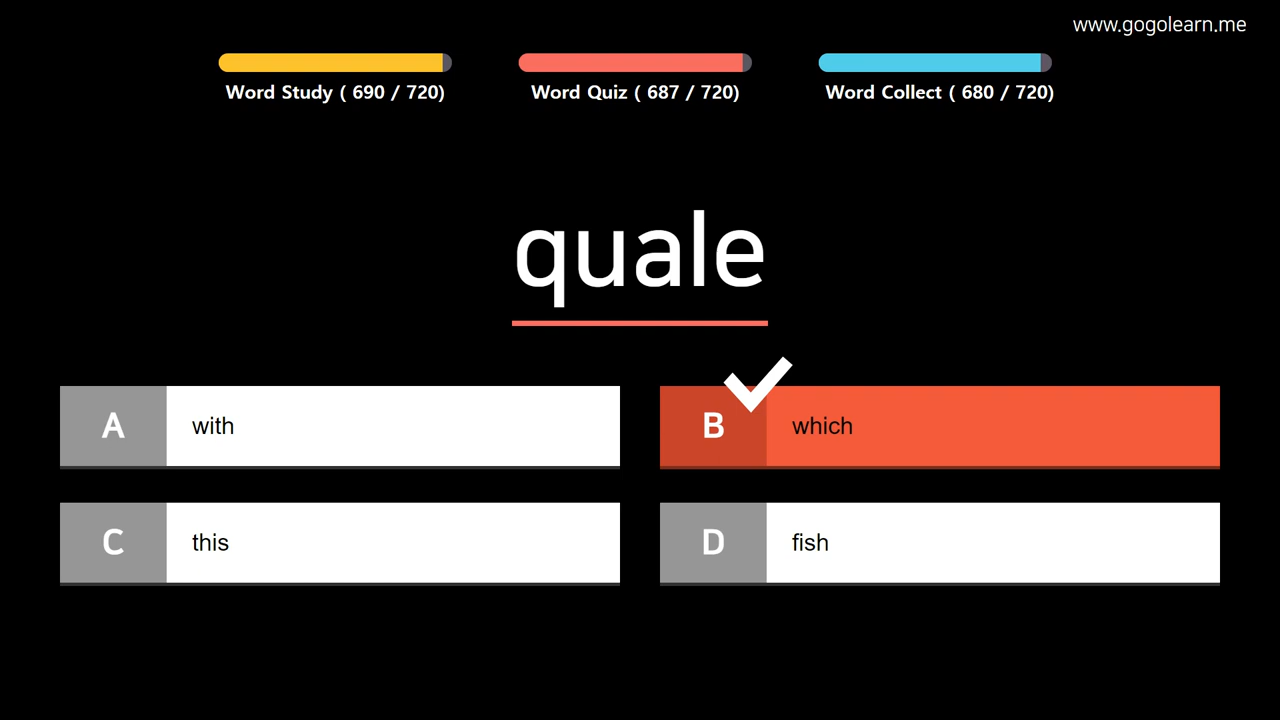 www.gogolearn.me
Word Study ( 690 / 720)
Word Quiz ( 687 / 720)
Word Collect ( 680 / 720)
quale
A with
B which
C this
D fish